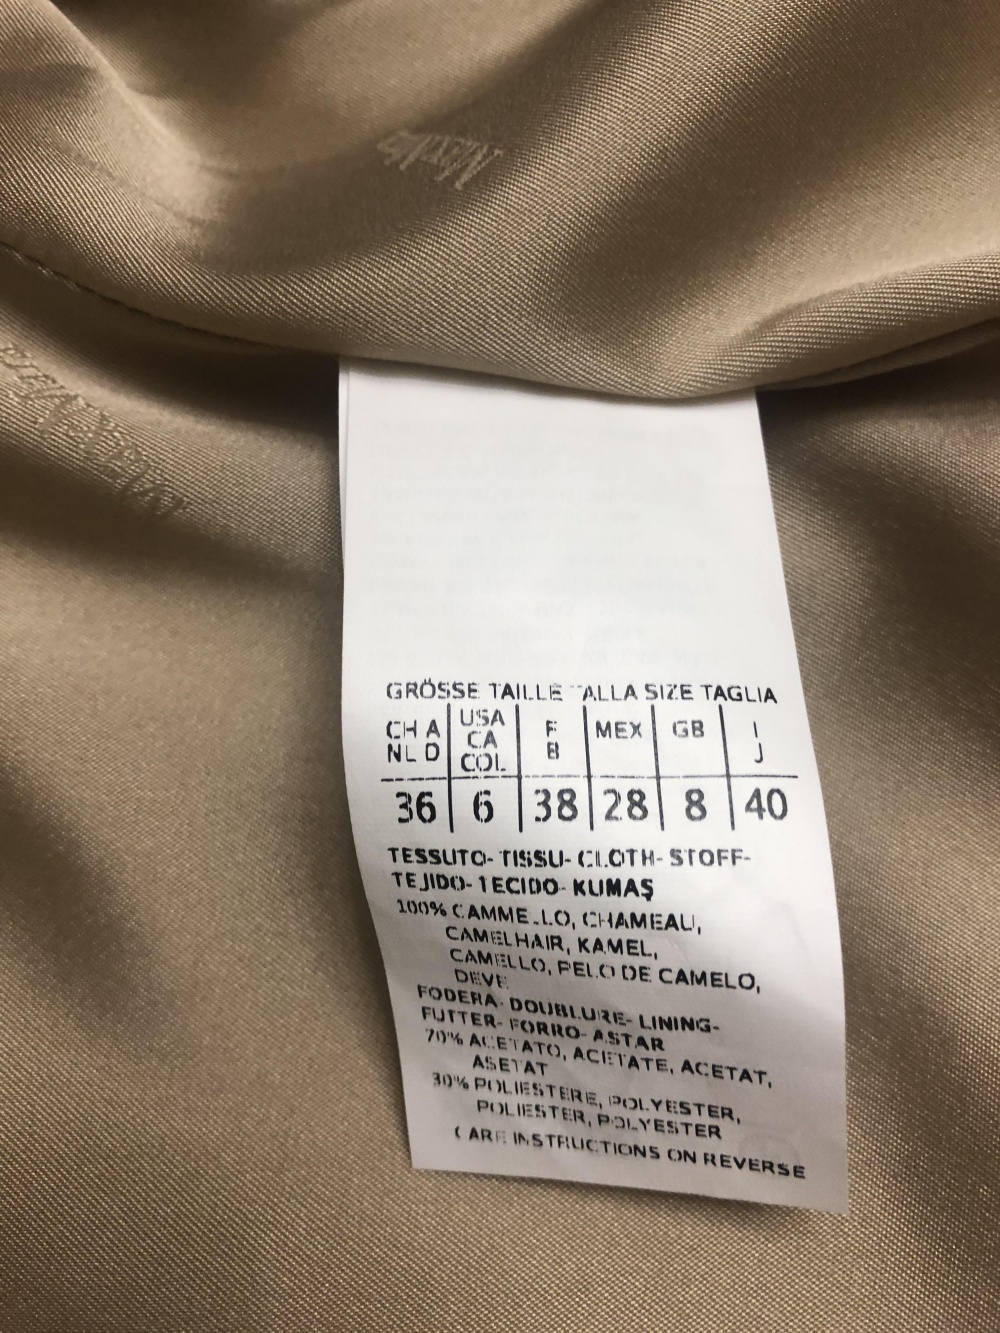 GRÖSSE TAILLE TALLA SIZE TAGLIA
CH A USA F MEX GB I
NL D CA B J
COL
36 6 38 28 8 40
TESSUTO- TISSU- CLOTH- STOFF-
TEJIDO- TECIDO- KUMAŞ
100% CAMMELLO, CHAMEAU,
CAMELHAIR, KAMEL,
CAMELLO, PELO DE CAMELO,
DEVE
FODERA- DOUBLURE- LINING-
FUTTER- FORRO- ASTAR
70% ACETATO, ACETATE, ACETAT,
ASETAT
30% POLIESTERE, POLYESTER,
POLIESTER, POLYESTER
CARE INSTRUCTIONS ON REVERSE